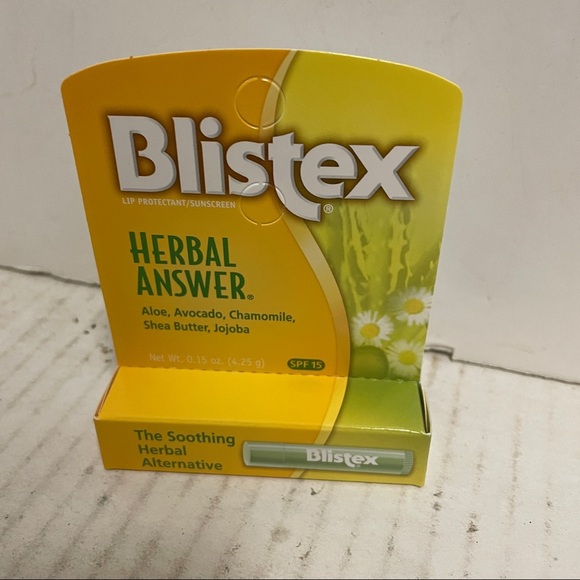 Blistex®
LIP PROTECTANT/SUNSCREEN
HERBAL
ANSWER®
Aloe, Avocado, Chamomile,
Shea Butter, Jojoba
Net Wt. 0.15 oz. (4.25 g)
SPF 15
The Soothing
Herbal
Alternative
Blistex